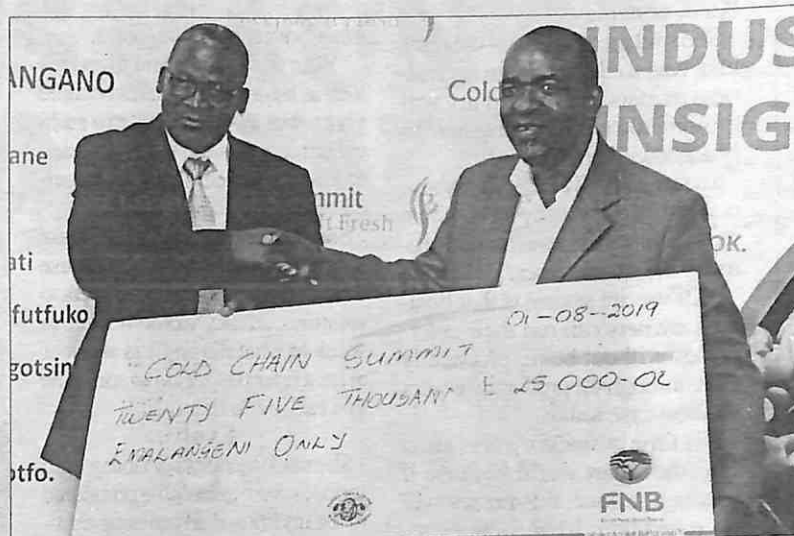 ANGANO
ane
mmit
t Fresh
ati
futfuko
gotsin
otfo.
Cold
INDUS
INSIG
OK.
01-08-2019
COLD CHAIN SUMMIT
TWENTY FIVE THOUSAND E 25 000-00
EMALANGENI ONLY
FNB